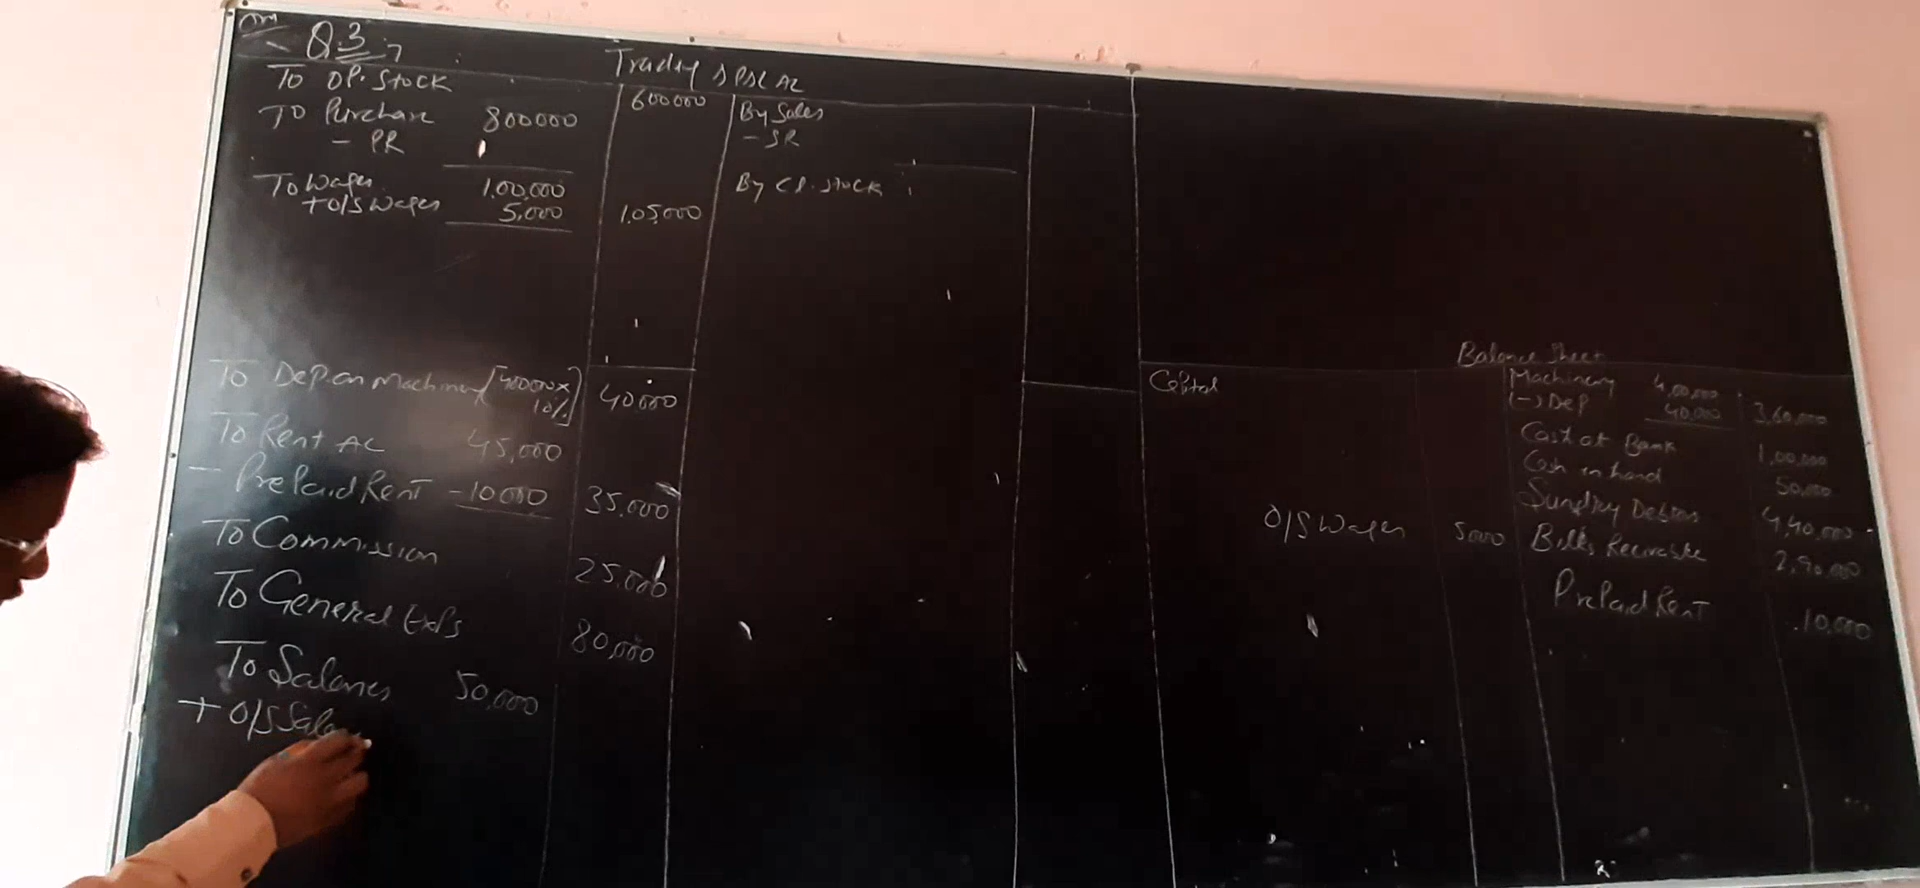 Q.3.
Trading & P&L AC
To OP. Stock 600000
To Purchase 800000
- PR
To Wages 1,00,000
+ O/S Wages 5,000 1,05,000
By Sales
- SR
By Cl. Stock
To Dep on Machinery [400000 x 10%] 40,000
To Rent AC 45,000
- PrePaid Rent - 10000 35,000
To Commission 25,000
To General Exp's 80,000
To Salaries 50,000
+ O/S Sala
Balance Sheet
Capital
O/S Wages 5000
Machinery 4,00,000
(-) Dep 40,000 3,60,000
Cash at Bank 1,00,000
Cash in hand 50,000
Sundry Debtors 4,40,000
Bills Receivable 2,90,000
PrePaid Rent 10,000